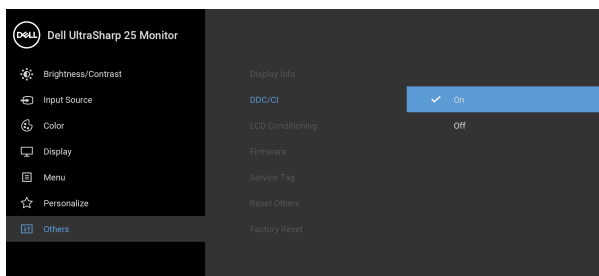 DELL Dell UltraSharp 25 Monitor
Brightness/Contrast
Input Source
Color
Display
Menu
Personalize
Others
Display Info
DDC/CI
LCD Conditioning
Firmware
Service Tag
Reset Others
Factory Reset
On
Off